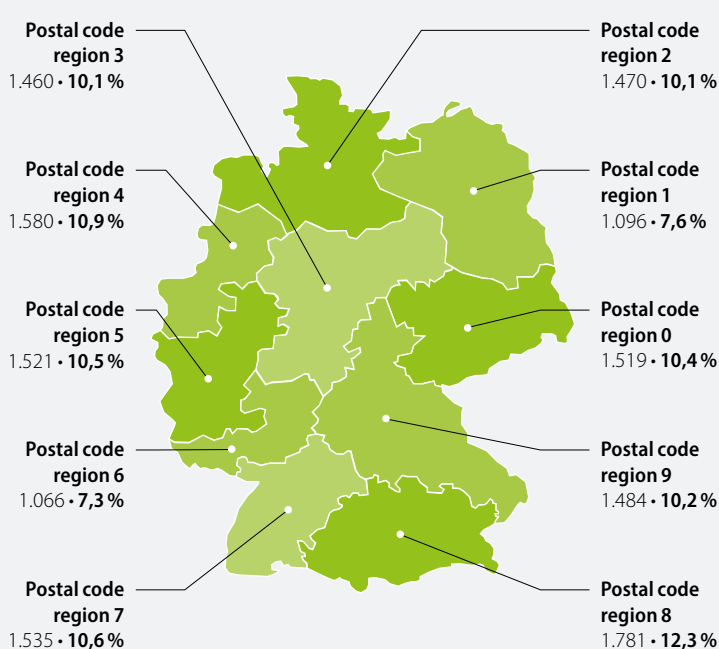 Postal code
region 3
1.460 • 10,1 %
Postal code
region 2
1.470 • 10,1 %
Postal code
region 4
1.580 • 10,9 %
Postal code
region 1
1.096 • 7,6 %
Postal code
region 5
1.521 • 10,5 %
Postal code
region 0
1.519 • 10,4 %
Postal code
region 6
1.066 • 7,3 %
Postal code
region 9
1.484 • 10,2 %
Postal code
region 7
1.535 • 10,6 %
Postal code
region 8
1.781 • 12,3 %